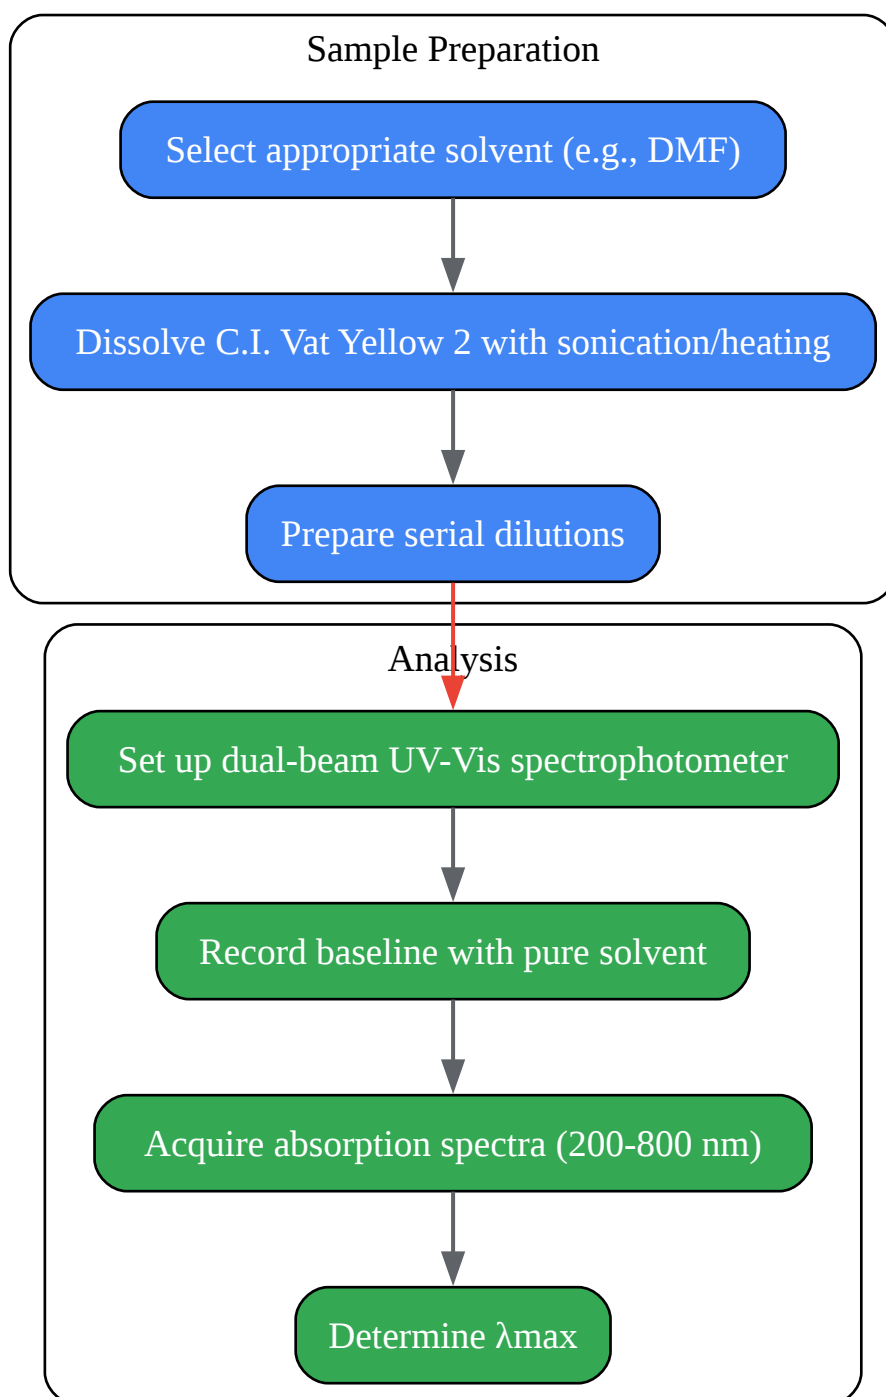 Sample Preparation
Select appropriate solvent (e.g., DMF)
Dissolve C.I. Vat Yellow 2 with sonication/heating
Prepare serial dilutions
Analysis
Set up dual-beam UV-Vis spectrophotometer
Record baseline with pure solvent
Acquire absorption spectra (200-800 nm)
Determine λmax